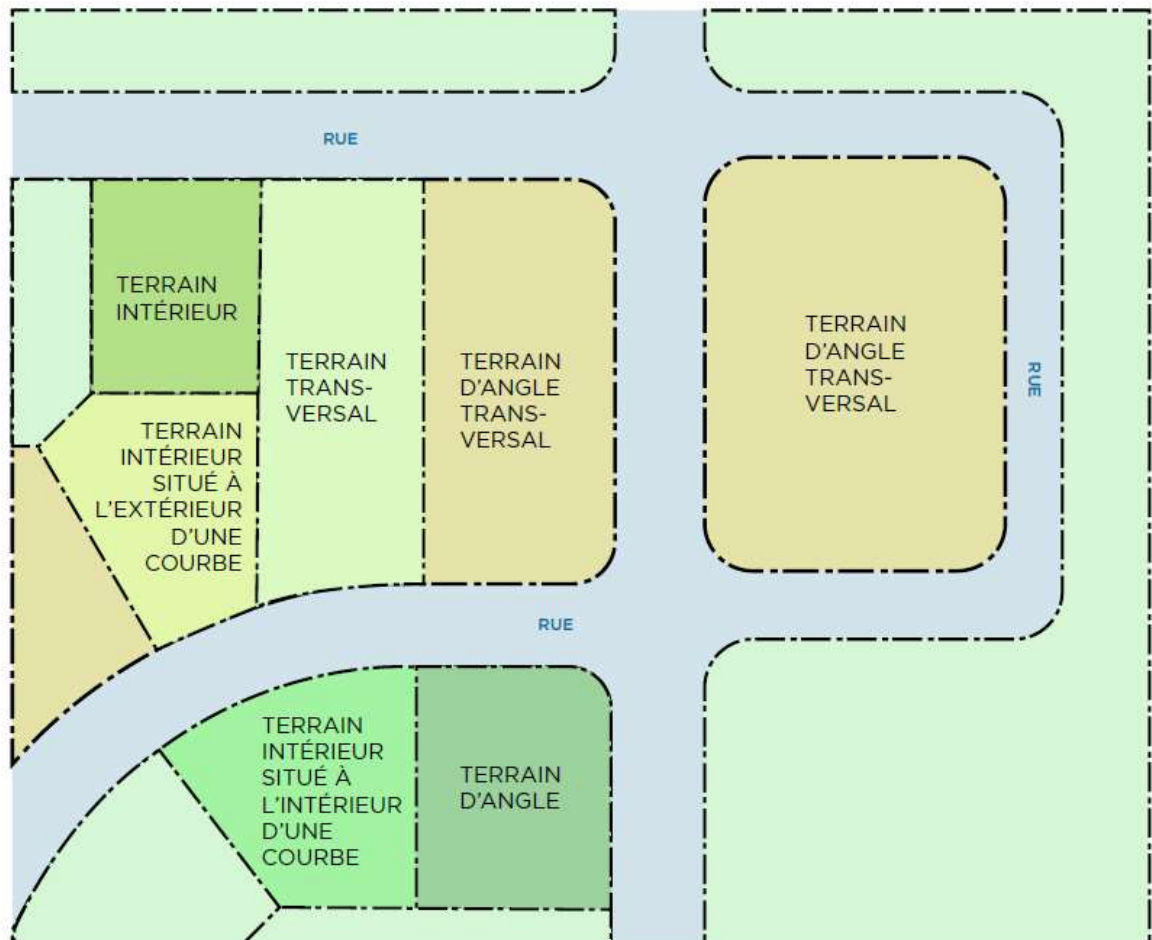 RUE
TERRAIN
INTÉRIEUR
TERRAIN
TRANS-
VERSAL
TERRAIN
D'ANGLE
TRANS-
VERSAL
TERRAIN
D'ANGLE
TRANS-
VERSAL
RUE
TERRAIN
INTÉRIEUR
SITUÉ À
L'EXTÉRIEUR
D'UNE
COURBE
RUE
TERRAIN
INTÉRIEUR
SITUÉ À
L'INTÉRIEUR
D'UNE
COURBE
TERRAIN
D'ANGLE